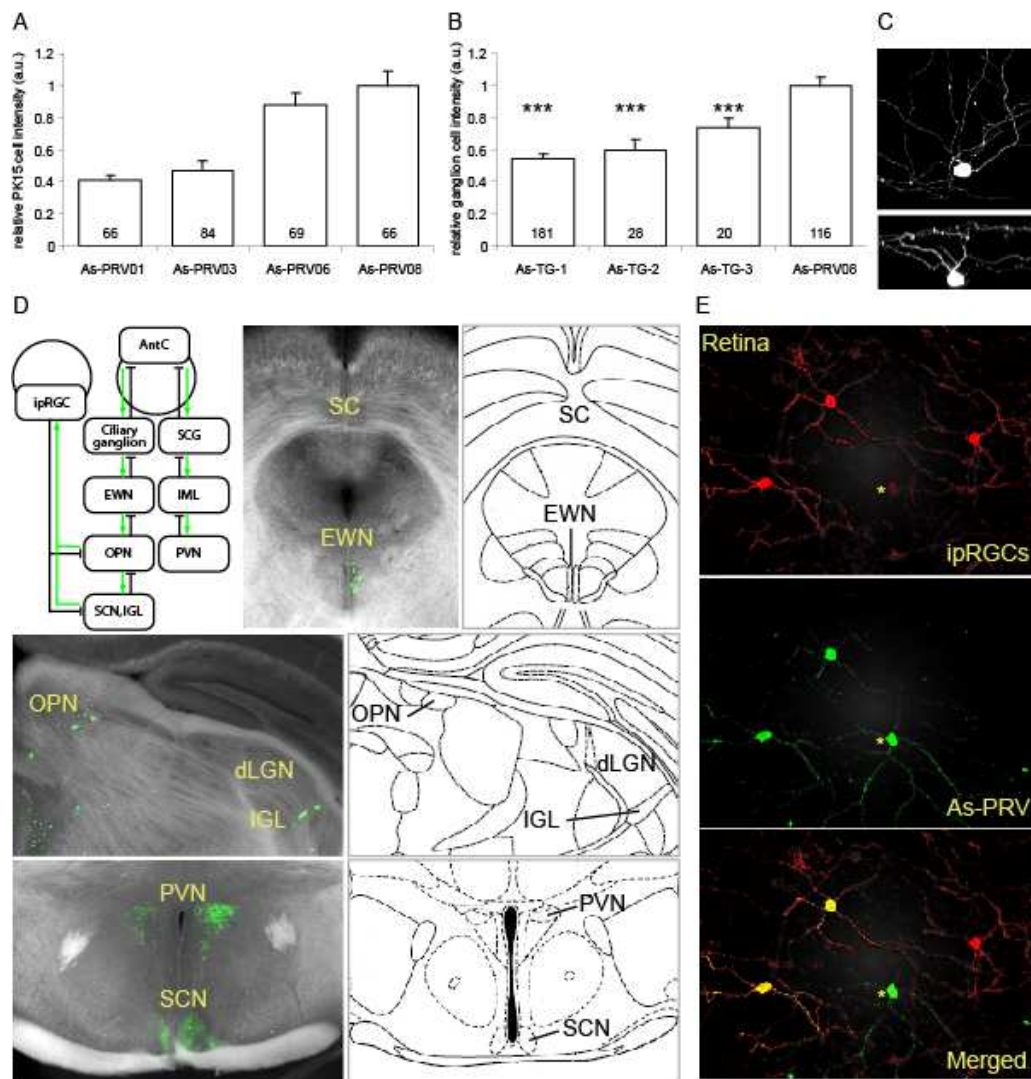 A
relative PK15 cell intensity (a.u.)
1.2
1
0.8
0.6
0.4
0.2
0
66
84
69
66
As-PRV01
As-PRV03
As-PRV06
As-PRV08
B
relative ganglion cell intensity (a.u.)
1.2
1
0.8
0.6
0.4
0.2
0
***
***
***
181
28
20
116
As-TG-1
As-TG-2
As-TG-3
As-PRV08
C
D
AntC
ipRGC
Ciliary
ganglion
SCG
EWN
IML
OPN
PVN
SCN,IGL
SC
EWN
SC
EWN
OPN
dLGN
IGL
OPN
dLGN
IGL
PVN
SCN
PVN
SCN
E
Retina
*
ipRGCs
*
As-PRV
*
Merged